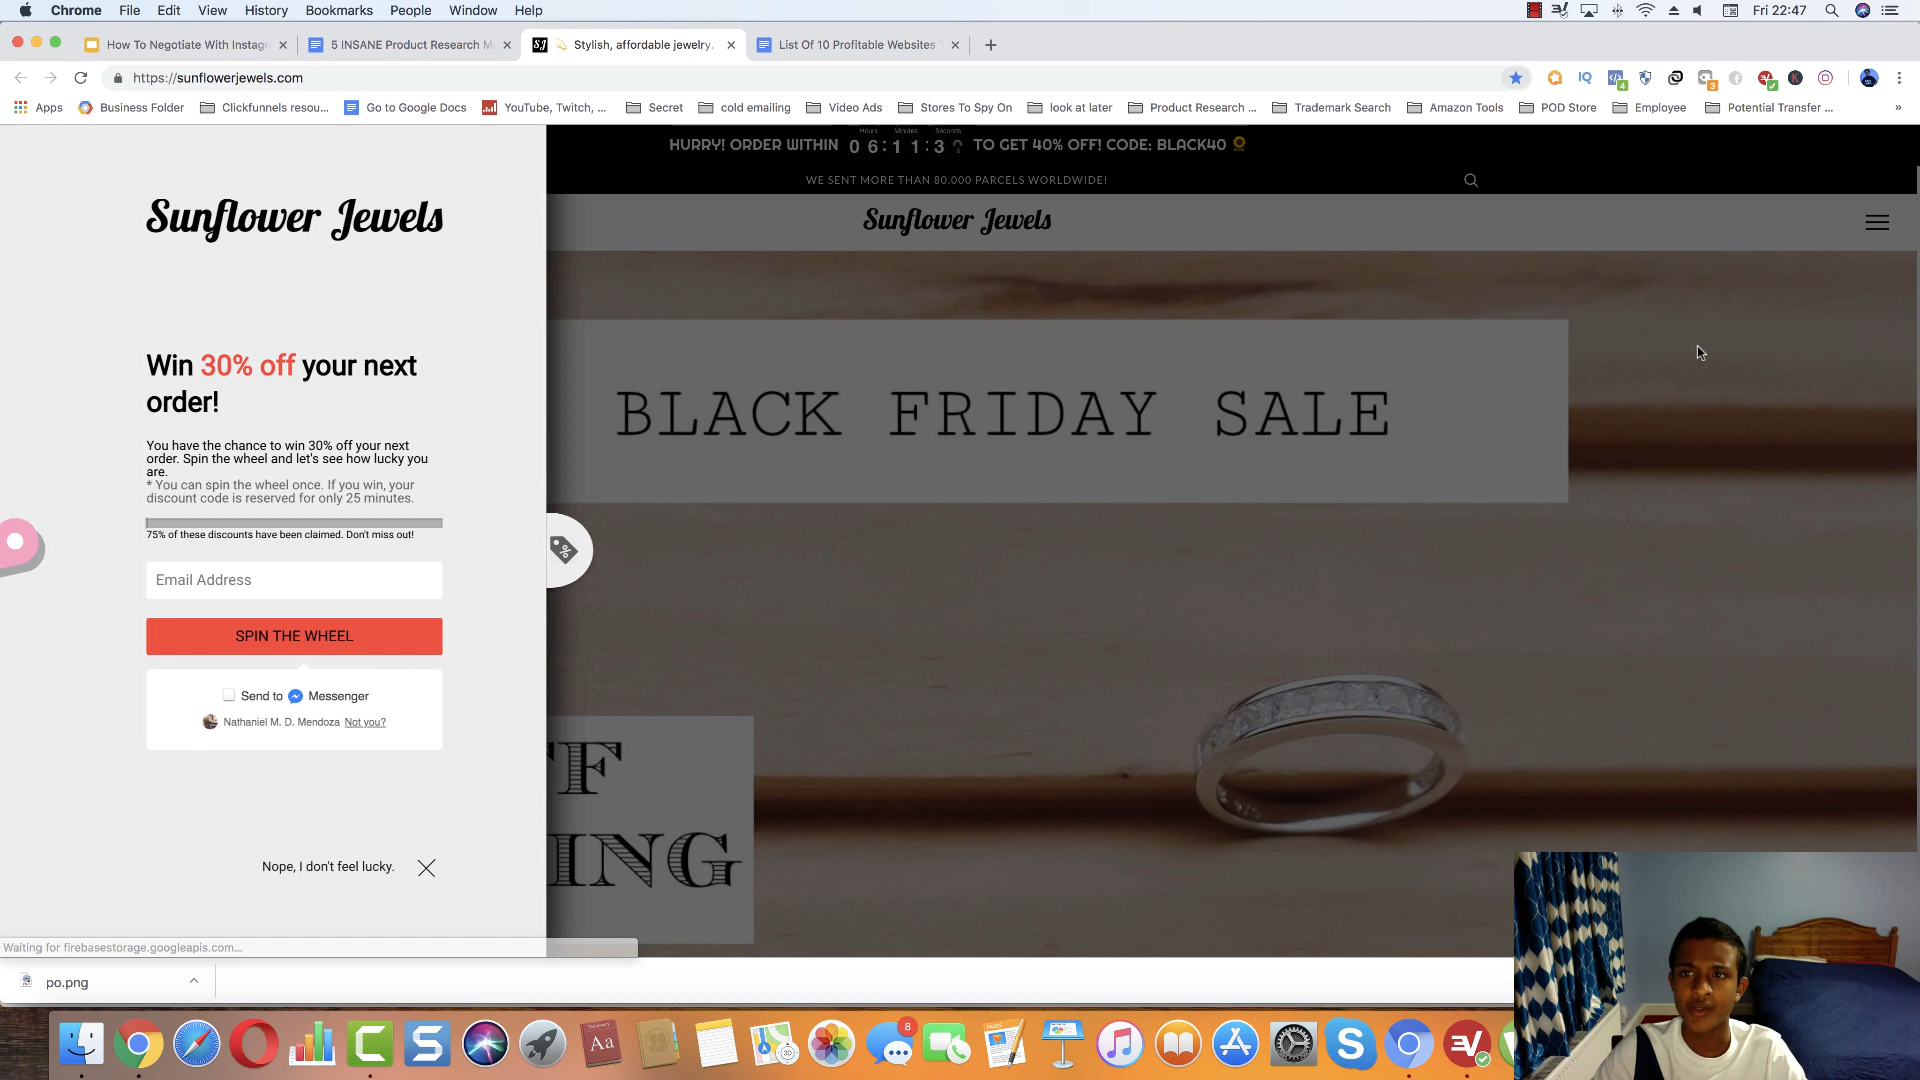 Chrome File Edit View History Bookmarks People Window Help
Fri 22:47
How To Negotiate With Instagr
5 INSANE Product Research M
Stylish, affordable jewelry.
List Of 10 Profitable Websites
https://sunflowerjewels.com
Apps
Business Folder
Clickfunnels resou...
Go to Google Docs
YouTube, Twitch, ...
Secret
cold emailing
Video Ads
Stores To Spy On
look at later
Product Research ...
Trademark Search
Amazon Tools
POD Store
Employee
Potential Transfer ...
»
Hours Minutes Seconds
HURRY! ORDER WITHIN 06:11:3 TO GET 40% OFF! CODE: BLACK40
WE SENT MORE THAN 80.000 PARCELS WORLDWIDE!
Sunflower Jewels
Sunflower Jewels
BLACK FRIDAY SALE
Win 30% off your next
order!
You have the chance to win 30% off your next
order. Spin the wheel and let's see how lucky you
are.
* You can spin the wheel once. If you win, your
discount code is reserved for only 25 minutes.
75% of these discounts have been claimed. Don't miss out!
Email Address
SPIN THE WHEEL
Send to Messenger
Nathaniel M. D. Mendoza Not you?
Nope, I don't feel lucky.
Waiting for firebasestorage.googleapis.com...
po.png
8